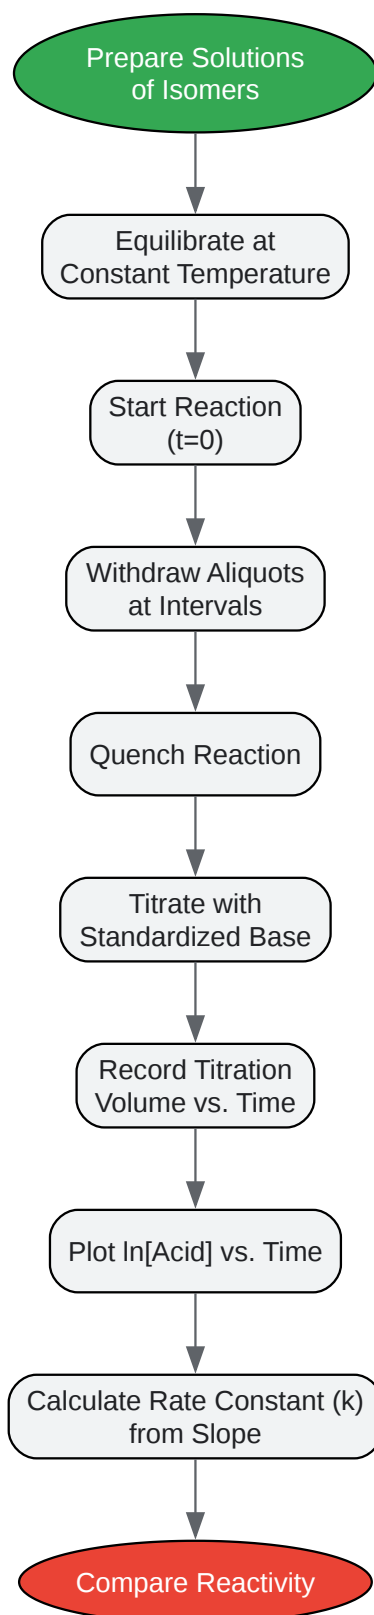 Prepare Solutions
of Isomers
Equilibrate at
Constant Temperature
Start Reaction
(t=0)
Withdraw Aliquots
at Intervals
Quench Reaction
Titrate with
Standardized Base
Record Titration
Volume vs. Time
Plot ln[Acid] vs. Time
Calculate Rate Constant (k)
from Slope
Compare Reactivity